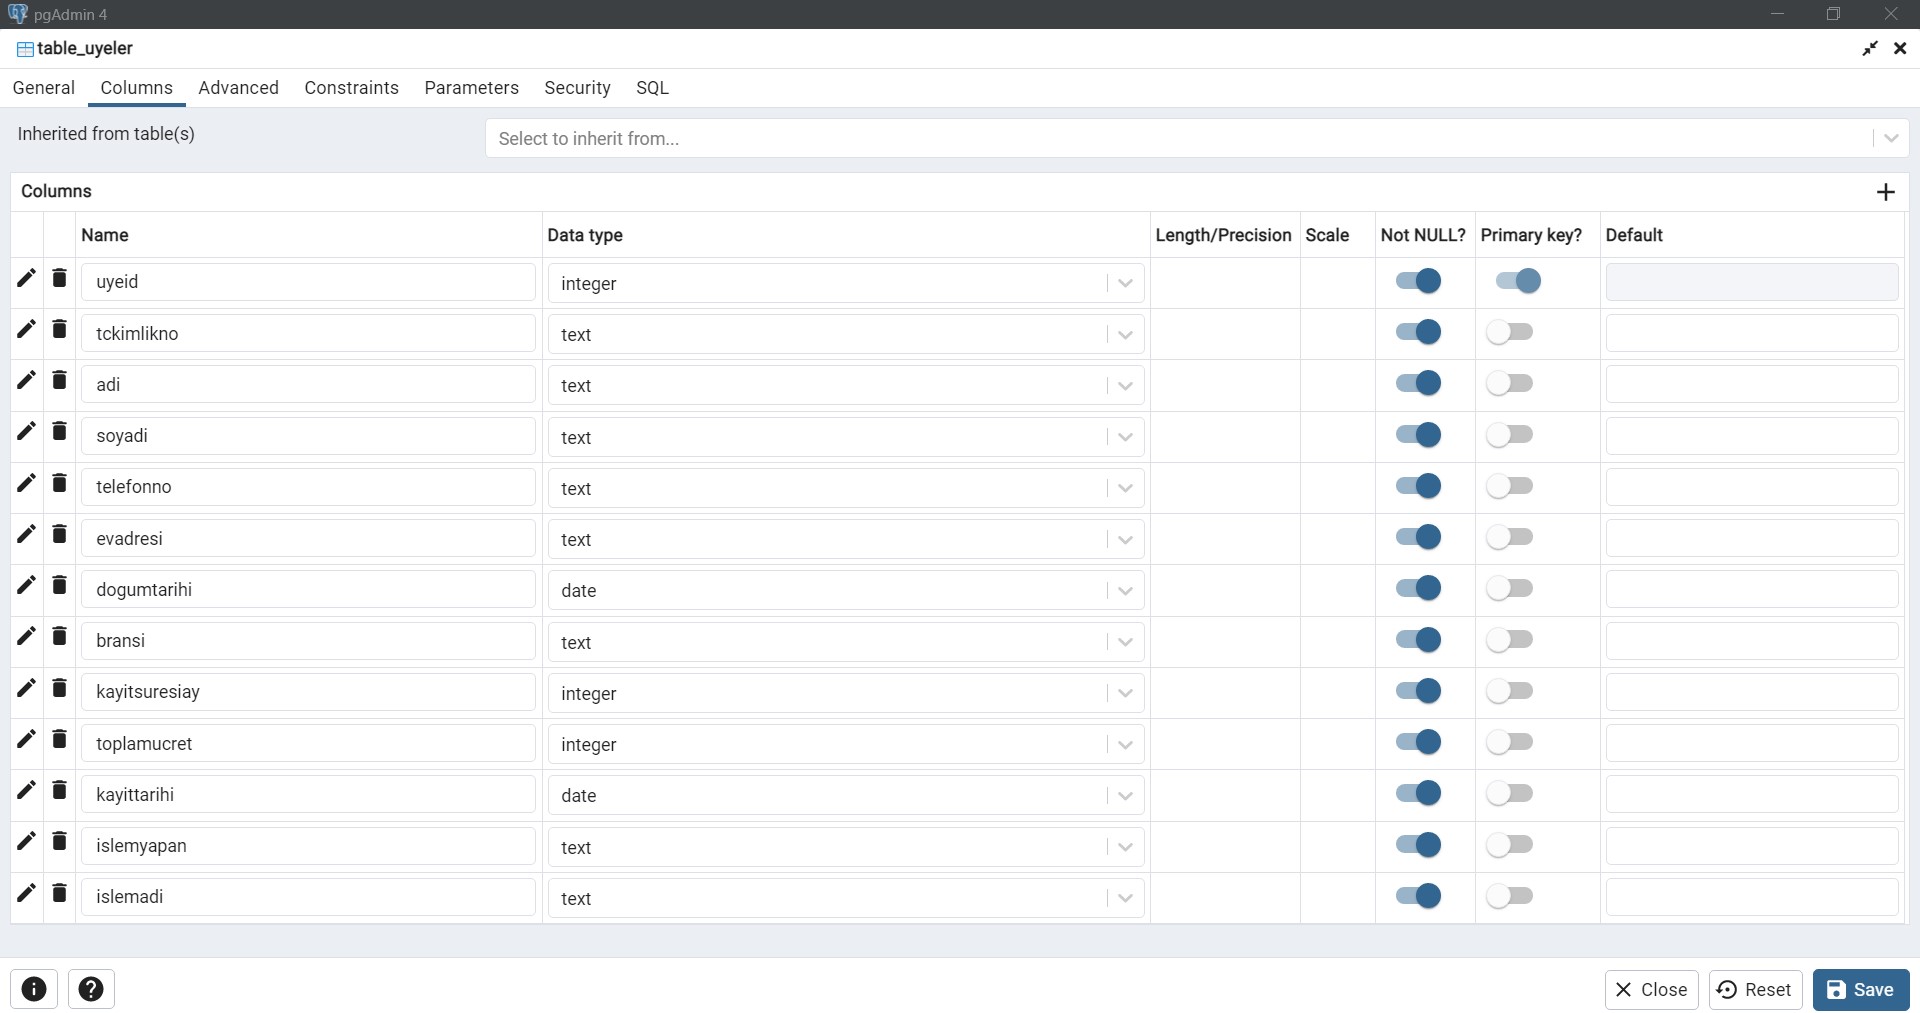 pgAdmin 4
table_uyeler
General Columns Advanced Constraints Parameters Security SQL
Inherited from table(s) Select to inherit from...
Columns
Name Data type Length/Precision Scale Not NULL? Primary key? Default
uyeid integer
tckimlikno text
adi text
soyadi text
telefonno text
evadresi text
dogumtarihi date
bransi text
kayitsuresiay integer
toplamucret integer
kayittarihi date
islemyapan text
islemadi text
Close Reset Save